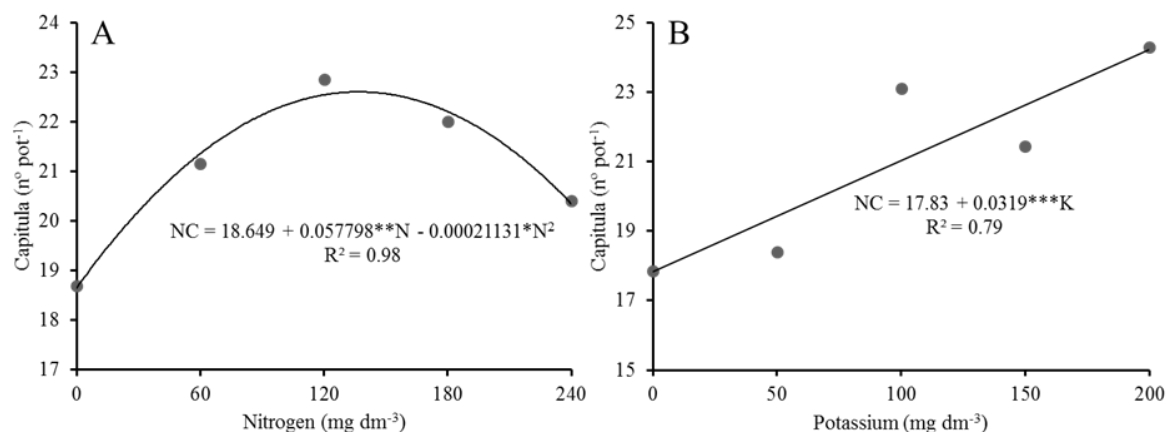 A
24
23
22
21
20
19
18
17
Capitula (nº pot⁻¹)
NC = 18.649 + 0.057798**N - 0.00021131*N²
R² = 0.98
0 60 120 180 240
Nitrogen (mg dm⁻³)
B
25
23
21
19
17
15
Capitula (nº pot⁻¹)
NC = 17.83 + 0.0319***K
R² = 0.79
0 50 100 150 200
Potassium (mg dm⁻³)